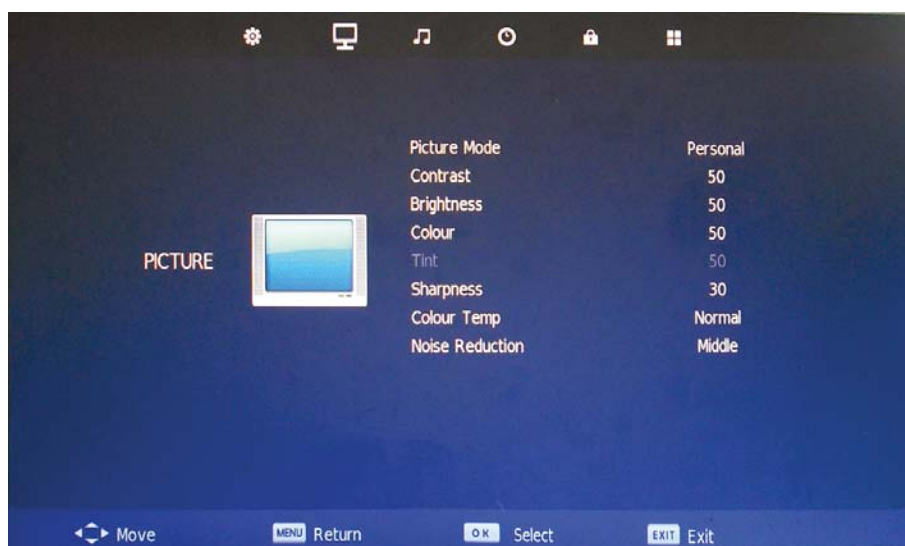 Picture Mode Personal
Contrast 50
Brightness 50
Colour 50
PICTURE
Tint 50
Sharpness 30
Colour Temp Normal
Noise Reduction Middle
Move MENU Return OK Select EXIT Exit